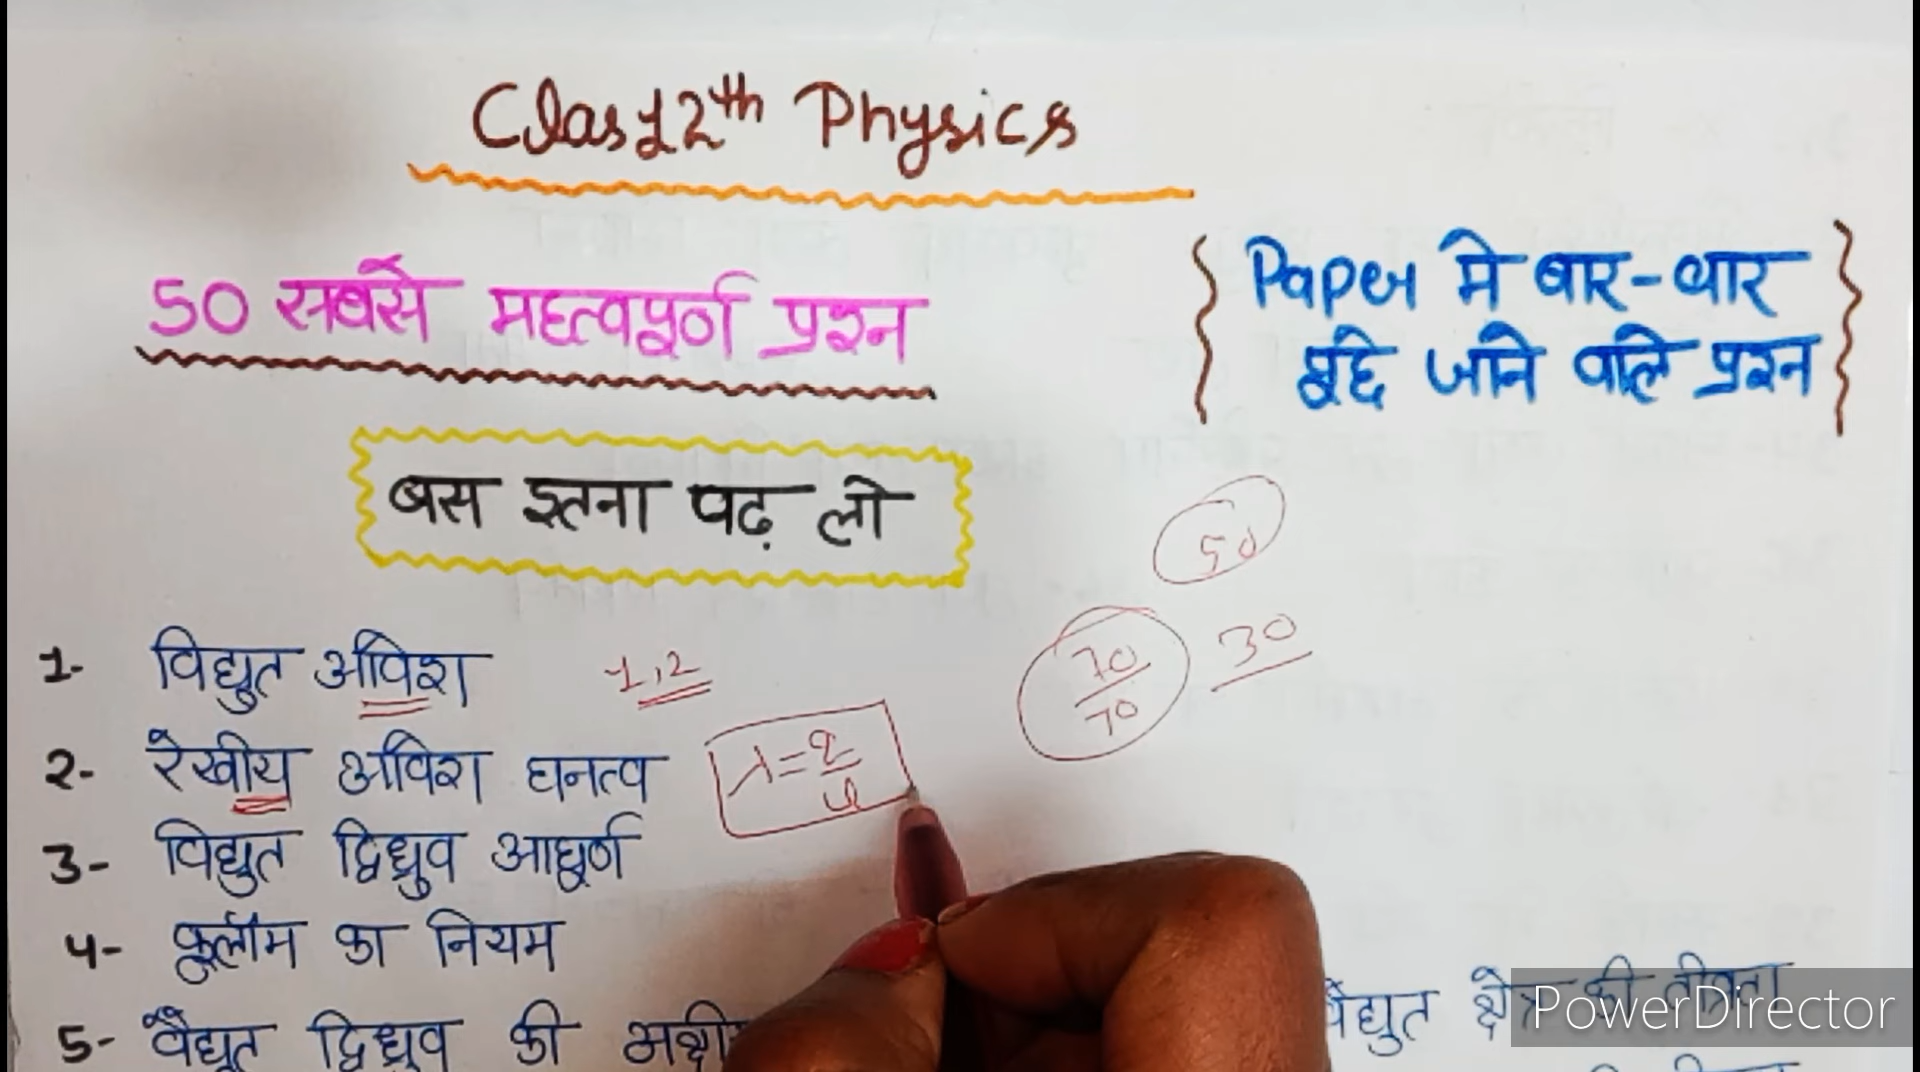 Class 12th Physics
50 सबसे महत्वपूर्ण प्रश्न
Paper मे बार-बार
पूछे जाने वाले प्रश्न
बस इतना पढ़ लो
50
70
70
30
1- विद्युत आवेश 1,2
2- रेखीय आवेश घनत्व λ=q
3- विद्युत द्विध्रुव आघूर्ण
4- कूलॉम का नियम
5- वैद्युत द्विध्रुव की
वैद्युत क्षेत्र की तीव्रता
PowerDirector